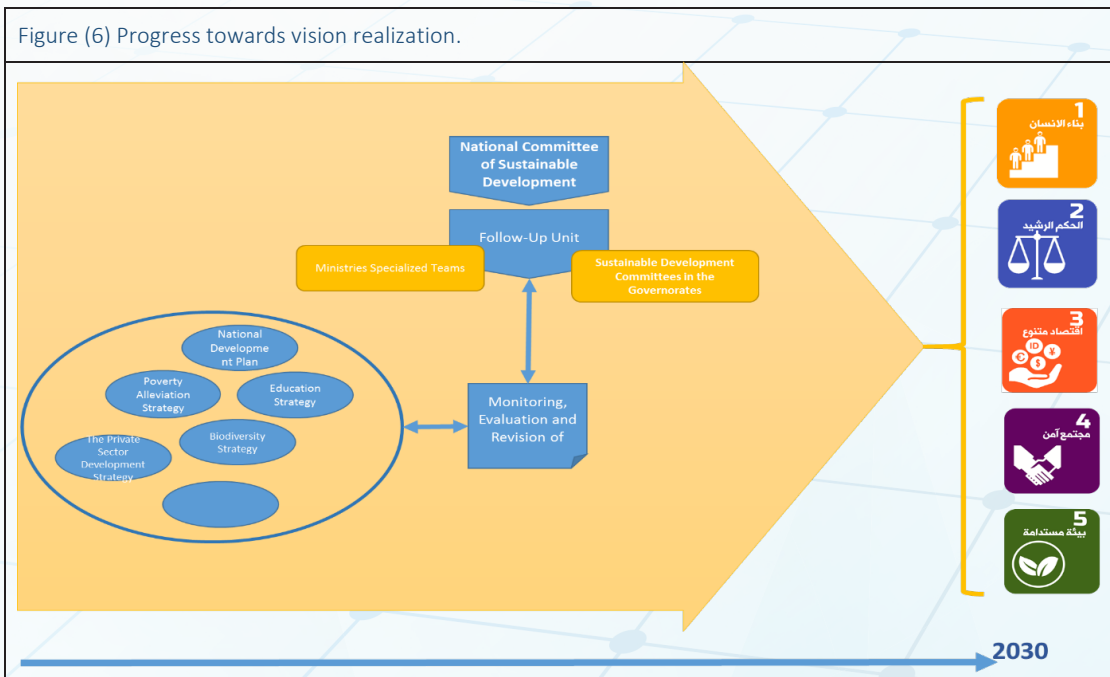 Figure (6) Progress towards vision realization.
National Committee
of Sustainable
Development
Follow-Up Unit
Ministries Specialized Teams
Sustainable Development
Committees in the
Governorates
National
Developme
nt Plan
Poverty
Alleviation
Strategy
Education
Strategy
Biodiversity
Strategy
The Private
Sector
Development
Strategy
Monitoring,
Evaluation and
Revision of
1
بناء الانسان
2
الحكم الرشيد
3
اقتصاد متنوع
ID
€
$
¥
4
مجتمع آمن
5
بيئة مستدامة
2030